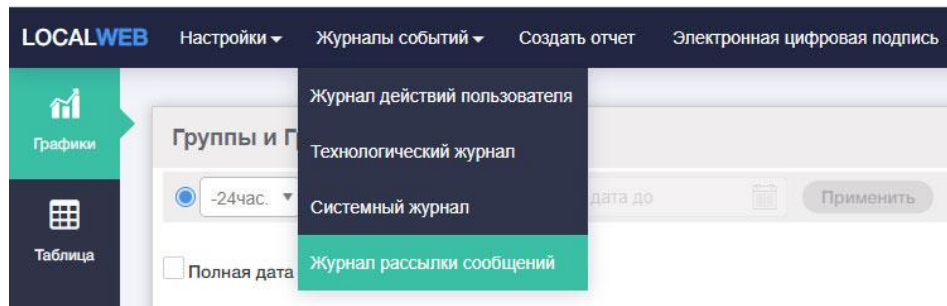 LOCALWEB Настройки Журналы событий Создать отчет Электронная цифровая подпись
Журнал действий пользователя
Графики
Группы и Г
Технологический журнал
-24час.
дата до
Применить
Системный журнал
Таблица
Полная дата
Журнал рассылки сообщений